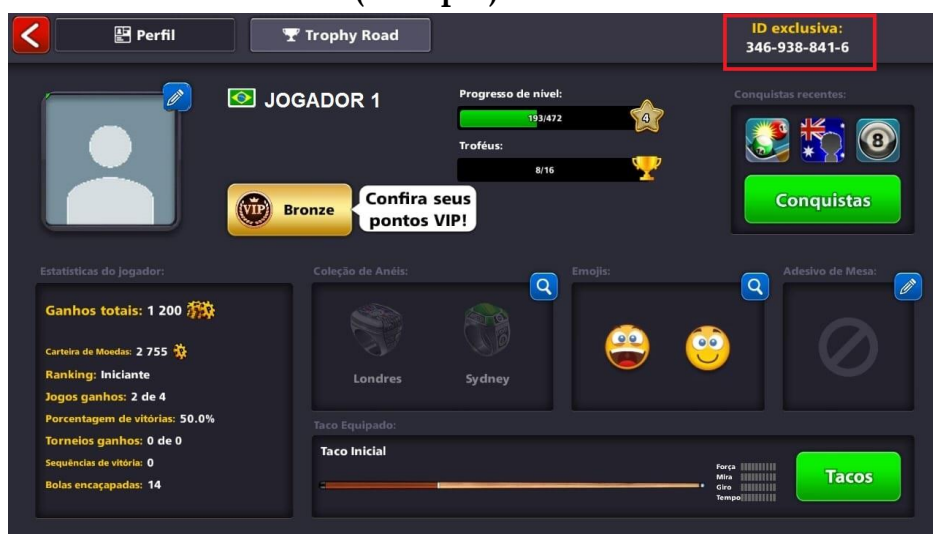 Perfil
Trophy Road
ID exclusiva:
346-938-841-6
JOGADOR 1
Progresso de nível:
193/472
4
Troféus:
8/16
Conquistas recentes:
8
Conquistas
VIP
Bronze
Confira seus
pontos VIP!
Estatísticas do jogador:
Ganhos totais: 1 200
Carteira de Moedas: 2 755
Ranking: Iniciante
Jogos ganhos: 2 de 4
Porcentagem de vitórias: 50.0%
Torneios ganhos: 0 de 0
Sequências de vitória: 0
Bolas encaçapadas: 14
Coleção de Anéis:
Londres
Sydney
Emojis:
Adesivo de Mesa:
Taco Equipado:
Taco Inicial
Força
Mira
Giro
Tempo
Tacos